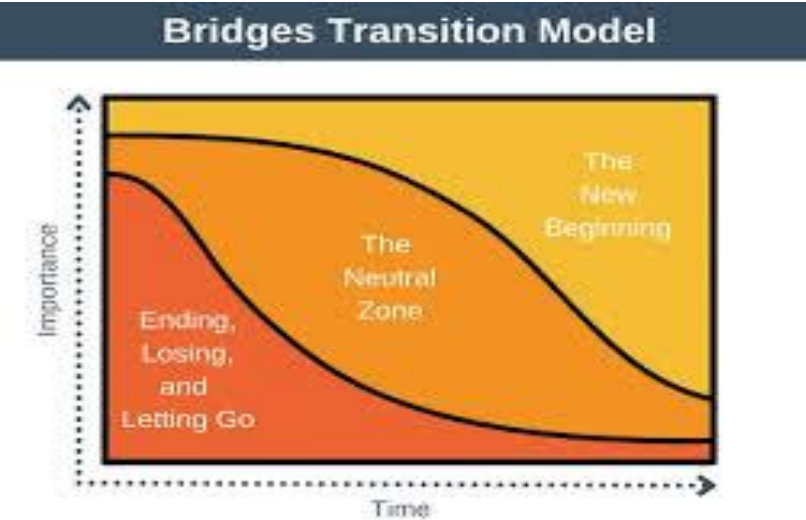 Bridges Transition Model
Importance
The
New
Beginning
The
Neutral
Zone
Ending,
Losing,
and
Letting Go
Time